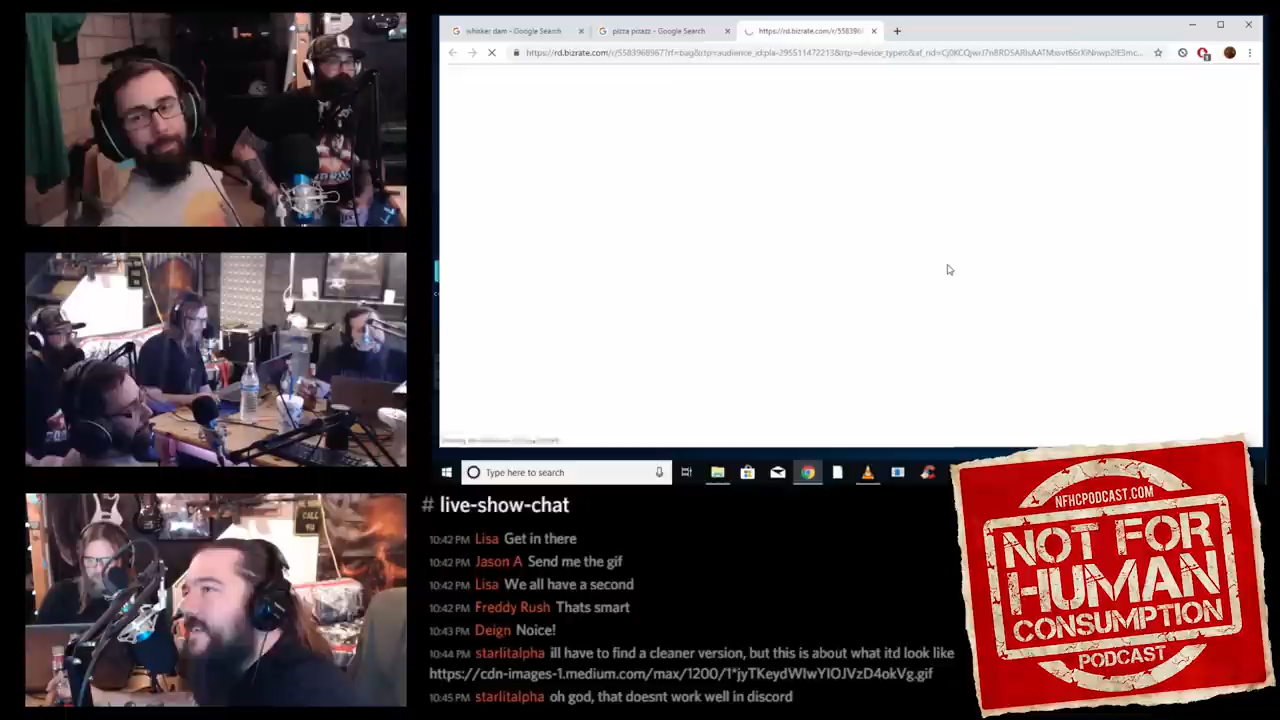 whisker dam - Google Search
pizza pizazz - Google Search
https://rd.bizrate.com/r/558396
Type here to search
# live-show-chat
10:42 PM Lisa Get in there
10:42 PM Jason A Send me the gif
10:42 PM Lisa We all have a second
10:42 PM Freddy Rush Thats smart
10:43 PM Deign Noice!
10:44 PM starlitalpha ill have to find a cleaner version, but this is about what itd look like
https://cdn-images-1.medium.com/max/1200/1*jyTKeydWIwYIOJVzD4okVg.gif
10:45 PM starlitalpha oh god, that doesnt work well in discord
NFHCPODCAST.COM
NOT FOR
HUMAN
CONSUMPTION
PODCAST